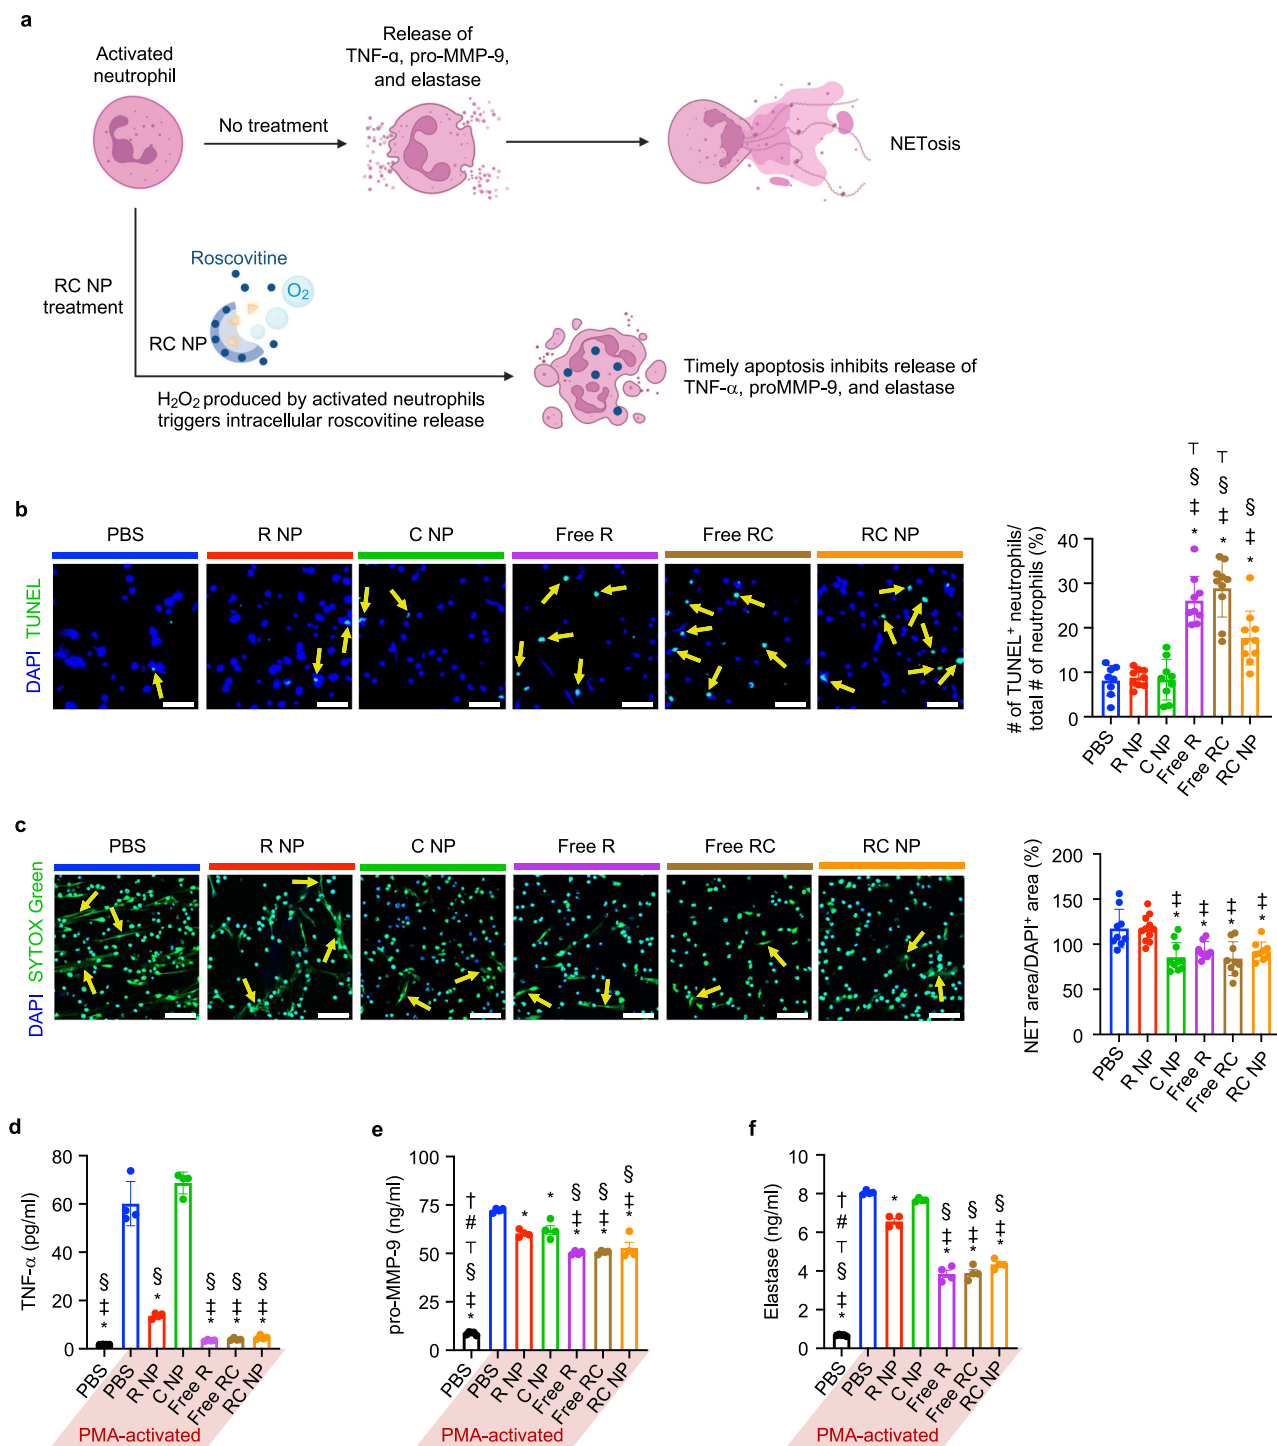 a
Activated
neutrophil
No treatment
Release of
TNF-α, pro-MMP-9,
and elastase
NETosis
RC NP
treatment
Roscovitine
O2
RC NP
H2O2 produced by activated neutrophils
triggers intracellular roscovitine release
Timely apoptosis inhibits release of
TNF-α, proMMP-9, and elastase
b
PBS
R NP
C NP
Free R
Free RC
RC NP
DAPI TUNEL
# of TUNEL+ neutrophils/
total # of neutrophils (%)
40
30
20
10
0
⊤
§
‡
*
⊤
§
‡
*
§
‡
*
PBS
R NP
C NP
Free R
Free RC
RC NP
c
PBS
R NP
C NP
Free R
Free RC
RC NP
DAPI SYTOX Green
NET area/DAPI+ area (%)
200
150
100
50
0
‡
*
‡
*
‡
*
‡
*
PBS
R NP
C NP
Free R
Free RC
RC NP
d
TNF-α (pg/ml)
80
60
40
20
0
§
‡
*
§
*
§
‡
*
§
‡
*
§
‡
*
PBS
PBS
R NP
C NP
Free R
Free RC
RC NP
PMA-activated
e
pro-MMP-9 (ng/ml)
100
75
50
25
0
†
#
⊤
§
‡
*
*
*
§
‡
*
§
‡
*
§
‡
*
PBS
PBS
R NP
C NP
Free R
Free RC
RC NP
PMA-activated
f
Elastase (ng/ml)
10
8
6
4
2
0
†
#
⊤
§
‡
*
*
§
‡
*
§
‡
*
§
‡
*
PBS
PBS
R NP
C NP
Free R
Free RC
RC NP
PMA-activated